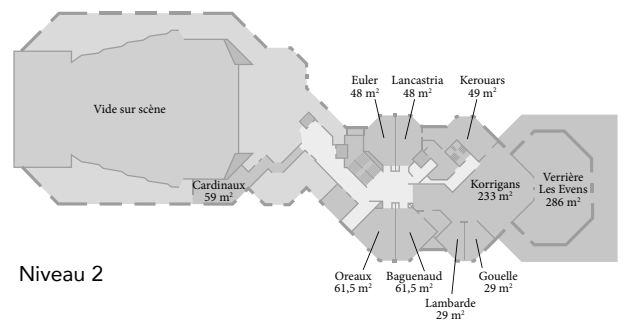 Euler
48 m²
Lancastria
48 m²
Kerouars
49 m²
Vide sur scène
Cardinaux
59 m²
Korrigans
233 m²
Verrière
Les Evens
286 m²
Niveau 2
Oreaux
61,5 m²
Baguenaud
61,5 m²
Lambarde
29 m²
Gouelle
29 m²